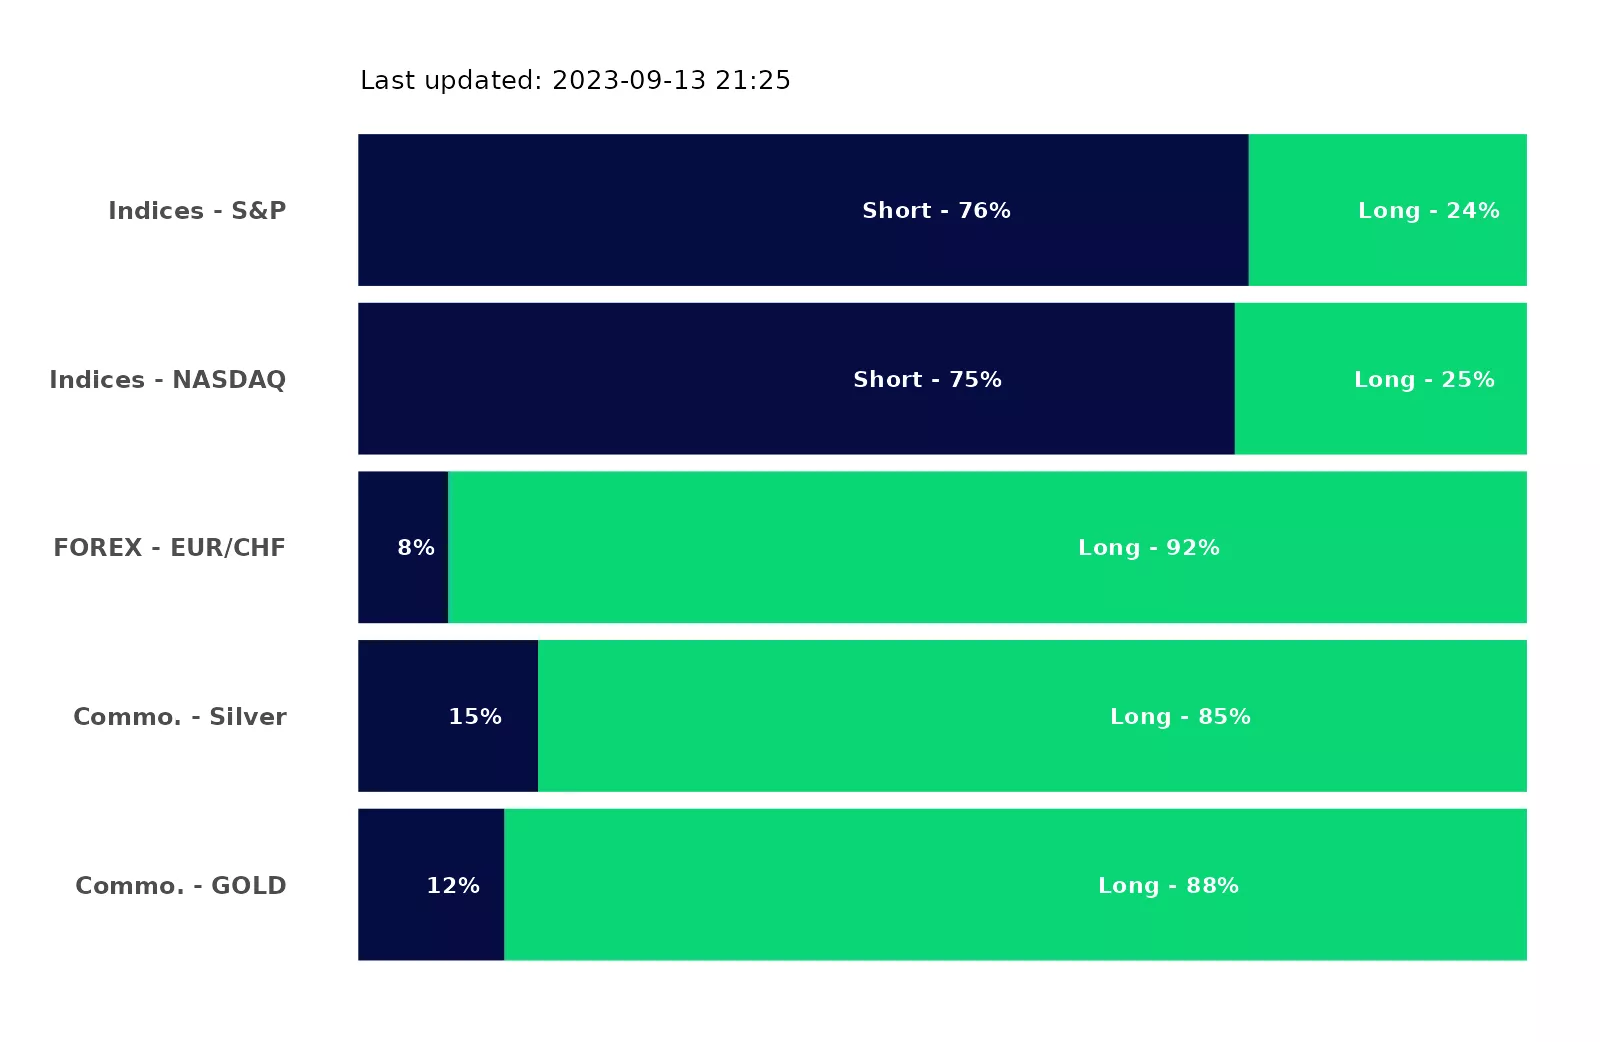 Last updated: 2023-09-13 21:25
Indices - S&P
Short - 76%
Long - 24%
Indices - NASDAQ
Short - 75%
Long - 25%
FOREX - EUR/CHF
8%
Long - 92%
Commo. - Silver
15%
Long - 85%
Commo. - GOLD
12%
Long - 88%